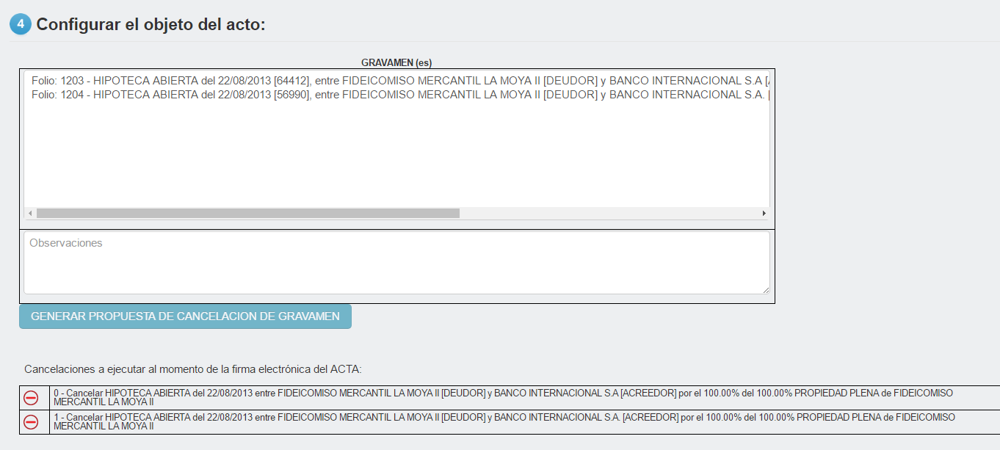 4 Configurar el objeto del acto:
GRAVAMEN (es)
Folio: 1203 - HIPOTECA ABIERTA del 22/08/2013 [64412], entre FIDEICOMISO MERCANTIL LA MOYA II [DEUDOR] y BANCO INTERNACIONAL S.A [
Folio: 1204 - HIPOTECA ABIERTA del 22/08/2013 [56990], entre FIDEICOMISO MERCANTIL LA MOYA II [DEUDOR] y BANCO INTERNACIONAL S.A. [
Observaciones
GENERAR PROPUESTA DE CANCELACION DE GRAVAMEN
Cancelaciones a ejecutar al momento de la firma electrónica del ACTA:
0 - Cancelar HIPOTECA ABIERTA del 22/08/2013 entre FIDEICOMISO MERCANTIL LA MOYA II [DEUDOR] y BANCO INTERNACIONAL S.A [ACREEDOR] por el 100.00% del 100.00% PROPIEDAD PLENA de FIDEICOMISO
MERCANTIL LA MOYA II
1 - Cancelar HIPOTECA ABIERTA del 22/08/2013 entre FIDEICOMISO MERCANTIL LA MOYA II [DEUDOR] y BANCO INTERNACIONAL S.A. [ACREEDOR] por el 100.00% del 100.00% PROPIEDAD PLENA de FIDEICOMISO
MERCANTIL LA MOYA II